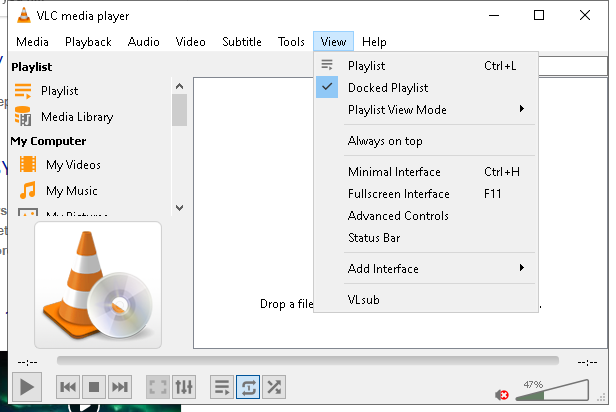 VLC media player
Media Playback Audio Video Subtitle Tools View Help
Playlist
Playlist
Media Library
My Computer
My Videos
My Music
My Pictures
Playlist Ctrl+L
Docked Playlist
Playlist View Mode
Always on top
Minimal Interface Ctrl+H
Fullscreen Interface F11
Advanced Controls
Status Bar
Add Interface
VLsub
Drop a file
--:-- --:--
47%